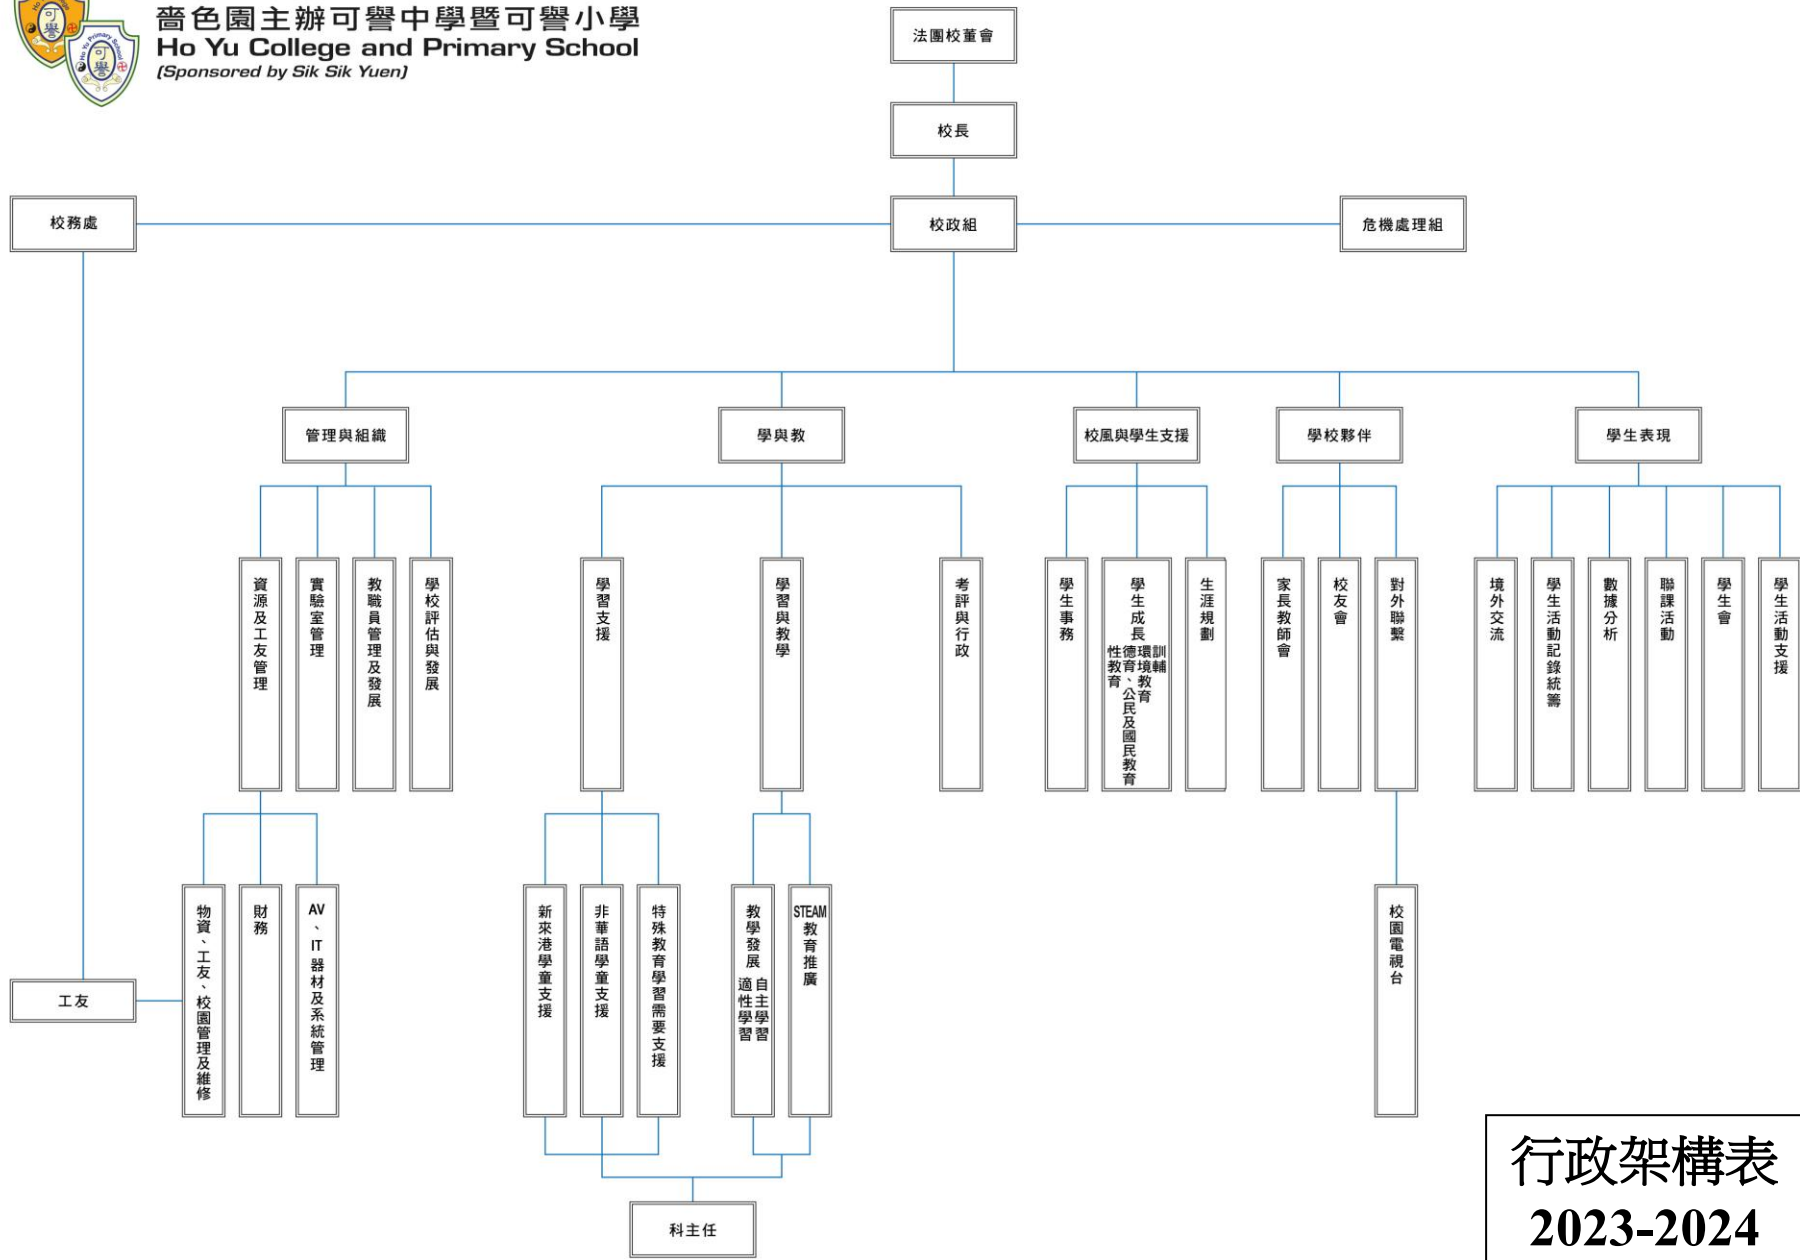 嗇色園主辦可譽中學暨可譽小學
Ho Yu College and Primary School
(Sponsored by Sik Sik Yuen)
法團校董會
校長
校務處
校政組
危機處理組
管理與組織
學與教
校風與學生支援
學校夥伴
學生表現
資源及工友管理
實驗室管理
教職員管理及發展
學校評估與發展
學習支援
學習與教學
考評與行政
學生事務
學生成長
訓輔
環境教育
德育、公民及國民教育
性教育
生涯規劃
家長教師會
校友會
對外聯繫
境外交流
學生活動記錄統籌
數據分析
聯課活動
學生會
學生活動支援
工友
物資、工友、校園管理及維修
財務
AV、IT器材及系統管理
新來港學童支援
非華語學童支援
特殊教育學習需要支援
教學發展
自主學習
適性學習
STEAM教育推廣
校園電視台
科主任
行政架構表
2023-2024